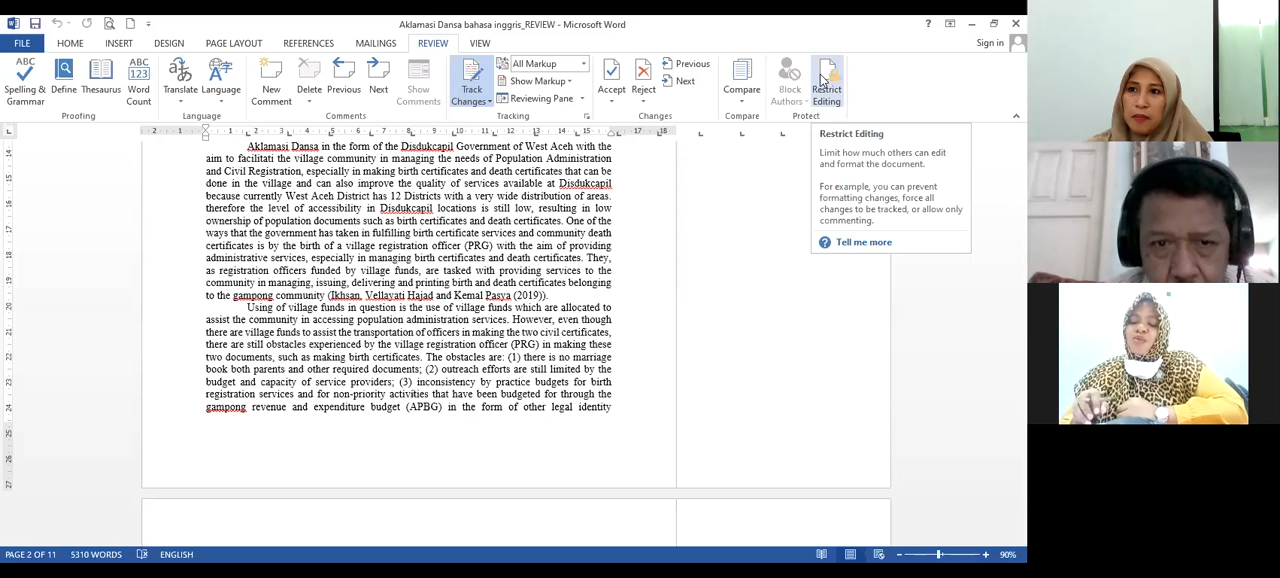 Aklamasi Dansa bahasa inggris_REVIEW - Microsoft Word
FILE HOME INSERT DESIGN PAGE LAYOUT REFERENCES MAILINGS REVIEW VIEW Sign in
Spelling & Grammar
Define
Thesaurus
Word Count
Translate
Language
New Comment
Delete
Previous
Next
Show Comments
Track Changes
All Markup
Show Markup
Reviewing Pane
Accept
Reject
Previous
Next
Compare
Block Authors
Restrict Editing
Proofing Language Comments Tracking Changes Compare Protect
Restrict Editing
Limit how much others can edit
and format the document.
For example, you can prevent
formatting changes, force all
changes to be tracked, or allow only
commenting.
Tell me more
Aklamasi Dansa in the form of the Disdukcapil Government of West Aceh with the
aim to facilitati the village community in managing the needs of Population Administration
and Civil Registration, especially in making birth certificates and death certificates that can be
done in the village and can also improve the quality of services available at Disdukcapil
because currently West Aceh District has 12 Districts with a very wide distribution of areas.
therefore the level of accessibility in Disdukcapil locations is still low, resulting in low
ownership of population documents such as birth certificates and death certificates. One of the
ways that the government has taken in fulfilling birth certificate services and community death
certificates is by the birth of a village registration officer (PRG) with the aim of providing
administrative services, especially in managing birth certificates and death certificates. They,
as registration officers funded by village funds, are tasked with providing services to the
community in managing, issuing, delivering and printing birth and death certificates belonging
to the gampong community (Ikhsan, Vellayati Hajad and Kemal Pasya (2019)).
Using of village funds in question is the use of village funds which are allocated to
assist the community in accessing population administration services. However, even though
there are village funds to assist the transportation of officers in making the two civil certificates,
there are still obstacles experienced by the village registration officer (PRG) in making these
two documents, such as making birth certificates. The obstacles are: (1) there is no marriage
book both parents and other required documents; (2) outreach efforts are still limited by the
budget and capacity of service providers; (3) inconsistency by practice budgets for birth
registration services and for non-priority activities that have been budgeted for through the
gampong revenue and expenditure budget (APBG) in the form of other legal identity
PAGE 2 OF 11 5310 WORDS ENGLISH 90%